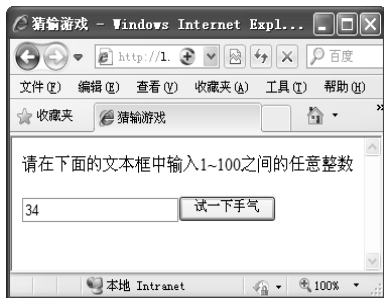 猜输游戏 - Windows Internet Expl...
http://1.
百度
文件(F) 编辑(E) 查看(V) 收藏夹(A) 工具(T) 帮助(H)
»
收藏夹 猜输游戏
请在下面的文本框中输入1~100之间的任意整数
34 试一下手气
本地 Intranet 100%